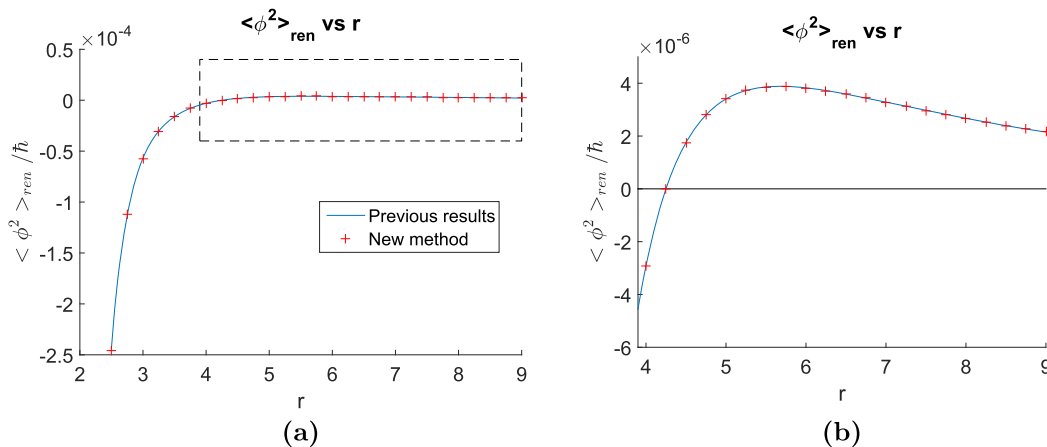 <ϕ²>ren vs r
×10⁻⁴
0.5
0
-0.5
-1
-1.5
-2
-2.5
2 3 4 5 6 7 8 9
r
< ϕ² >ren /ħ
Previous results
New method
(a)
<ϕ²>ren vs r
×10⁻⁶
4
2
0
-2
-4
-6
4 5 6 7 8 9
r
< ϕ² >ren /ħ
(b)